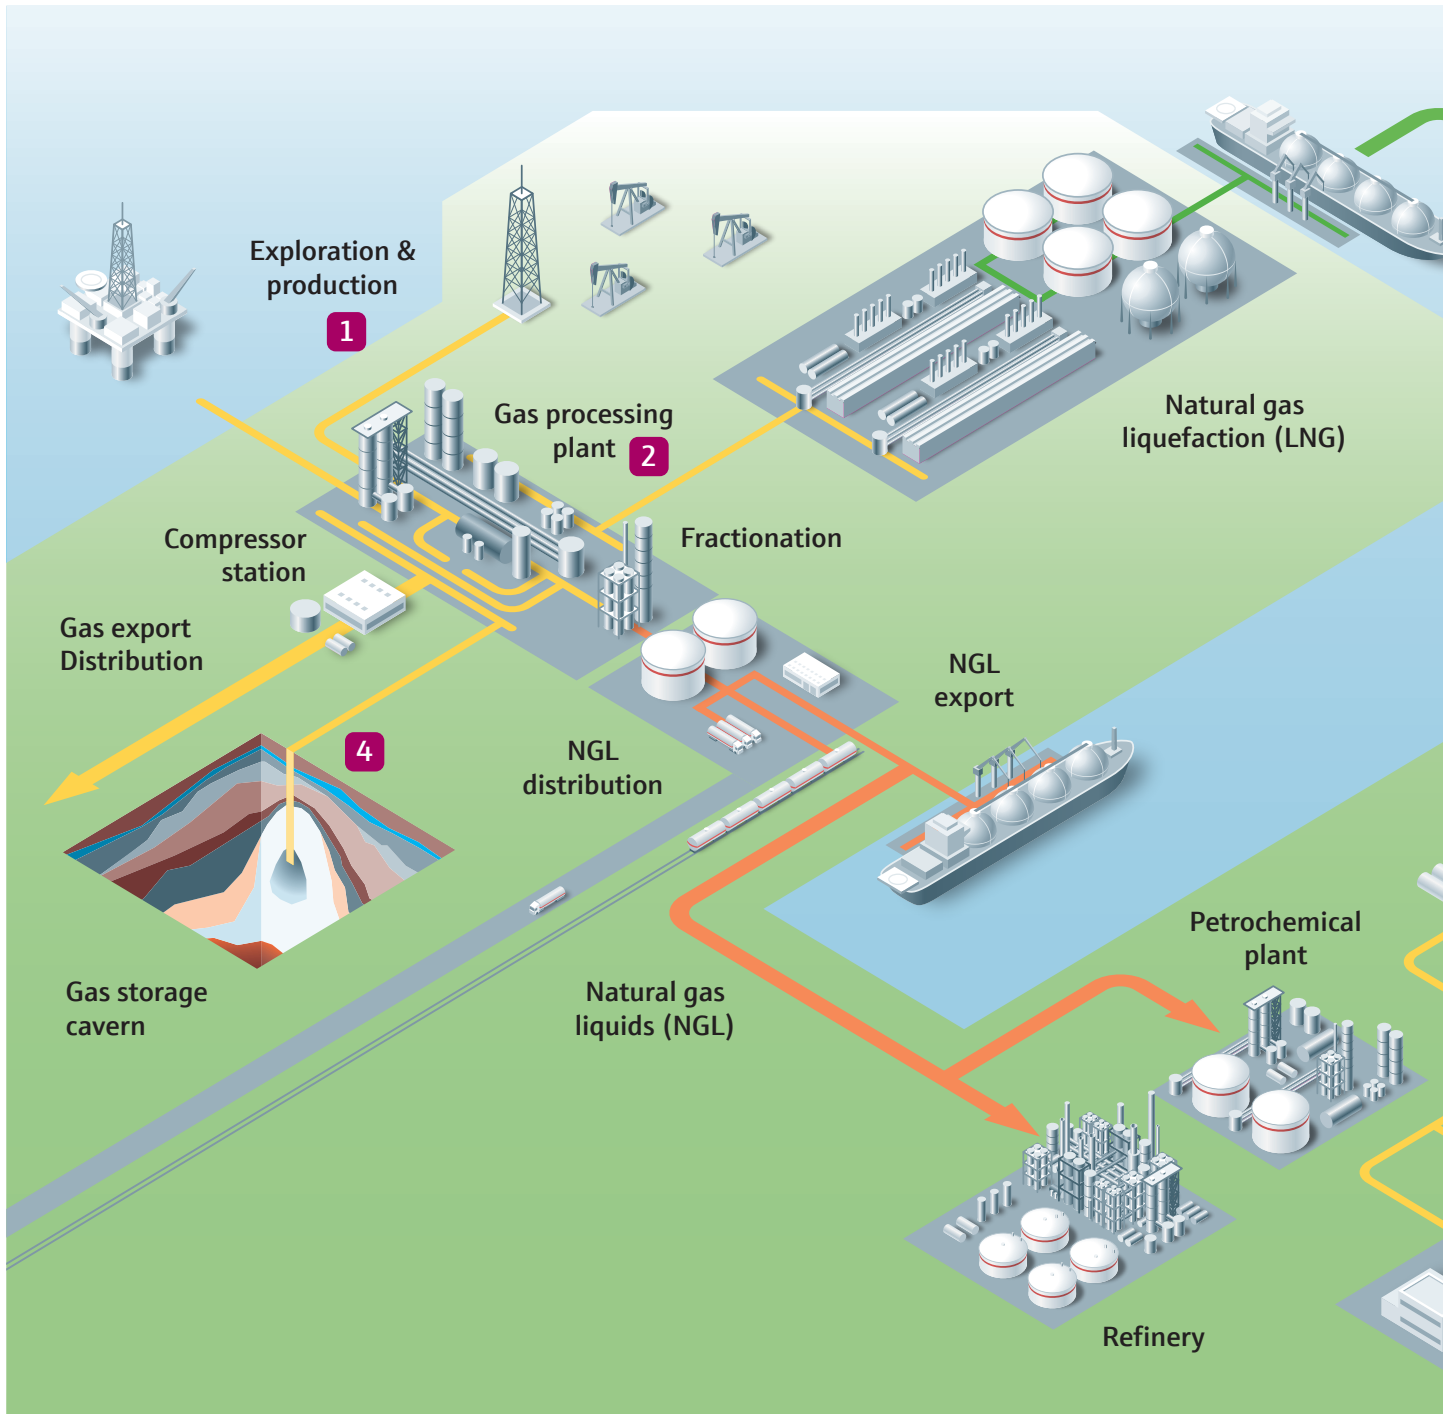 Exploration &
production
1
Gas processing
plant 2
Natural gas
liquefaction (LNG)
Compressor
station
Fractionation
Gas export
Distribution
NGL
export
4
NGL
distribution
Petrochemical
plant
Gas storage
cavern
Natural gas
liquids (NGL)
Refinery